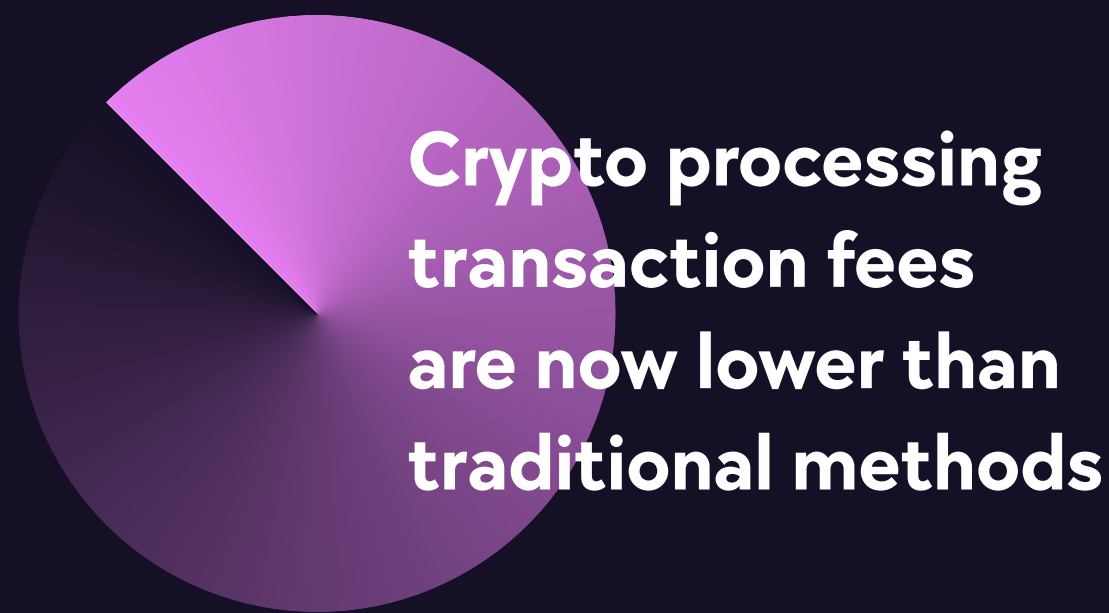 Crypto processing
transaction fees
are now lower than
traditional methods